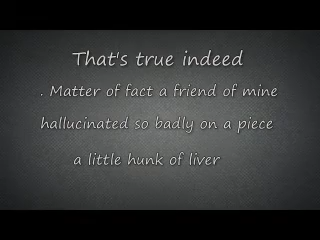 That's true indeed
. Matter of fact a friend of mine
hallucinated so badly on a piece
a little hunk of liver